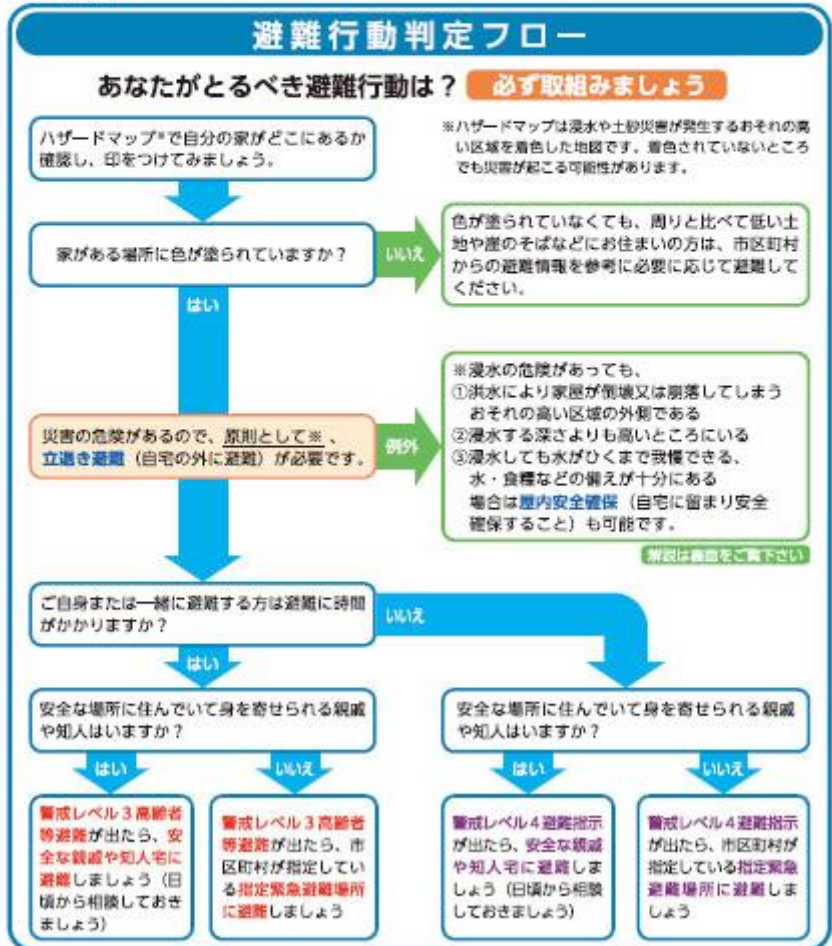 避難行動判定フロー
あなたがとるべき避難行動は？ 必ず取組みましょう
ハザードマップ※で自分の家がどこにあるか
確認し、印をつけてみましょう。
※ハザードマップは浸水や土砂災害が発生するおそれの高
い区域を着色した地図です。着色されていないところ
でも災害が起こる可能性があります。
家がある場所に色が塗られていますか？
いいえ
色が塗られていなくても、周りと比べて低い土
地や崖のそばなどにお住まいの方は、市区町村
からの避難情報を参考に必要に応じて避難して
ください。
はい
災害の危険があるので、原則として※、
立退き避難（自宅の外に避難）が必要です。
例外
※浸水の危険があっても、
①洪水により家屋が倒壊又は崩落してしまう
おそれの高い区域の外側である
②浸水する深さよりも高いところにいる
③浸水しても水がひくまで我慢できる、
水・食糧などの備えが十分にある
場合は屋内安全確保（自宅に留まり安全
確保すること）も可能です。
解説は裏面をご覧下さい
ご自身または一緒に避難する方は避難に時間
がかかりますか？
いいえ
はい
安全な場所に住んでいて身を寄せられる親戚
や知人はいますか？
はい
いいえ
警戒レベル３高齢者
等避難が出たら、安
全な親戚や知人宅に
避難しましょう（日
頃から相談しておき
ましょう）
警戒レベル３高齢者
等避難が出たら、市
区町村が指定してい
る指定緊急避難場所
に避難しましょう
安全な場所に住んでいて身を寄せられる親戚
や知人はいますか？
はい
いいえ
警戒レベル４避難指示
が出たら、安全な親戚
や知人宅に避難しま
しょう（日頃から相談
しておきましょう）
警戒レベル４避難指示
が出たら、市区町村が
指定している指定緊急
避難場所に避難しま
しょう